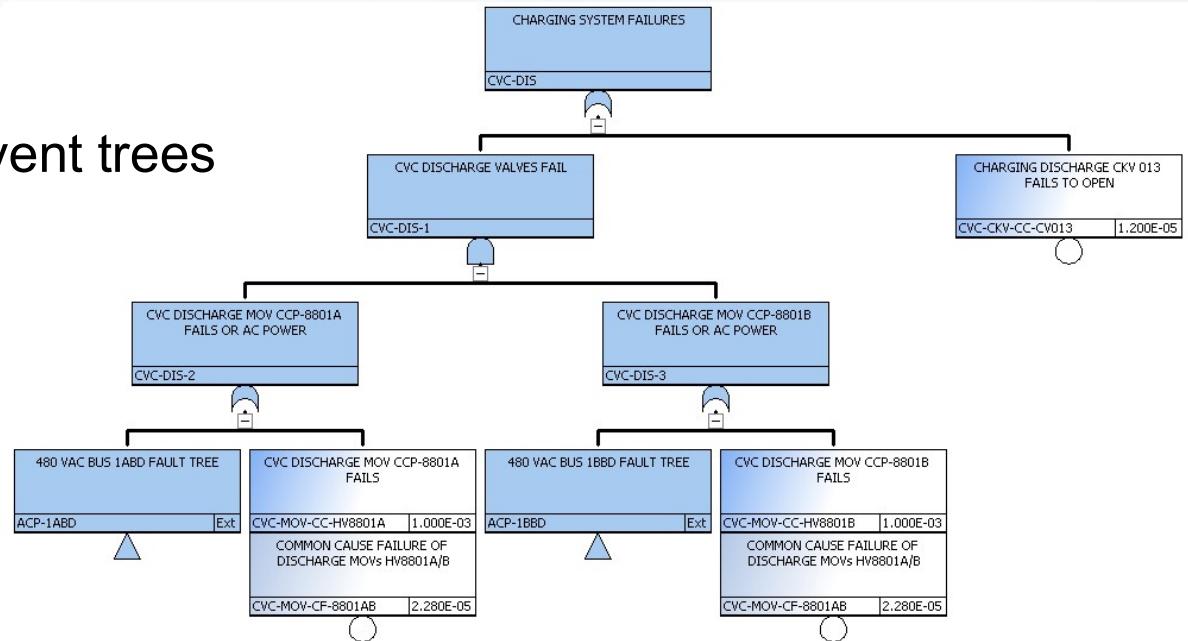 CHARGING SYSTEM FAILURES
CVC-DIS
vent trees
CVC DISCHARGE VALVES FAIL
CVC-DIS-1
CHARGING DISCHARGE CKV 013
FAILS TO OPEN
CVC-CKV-CC-CV013 1.200E-05
CVC DISCHARGE MOV CCP-8801A
FAILS OR AC POWER
CVC-DIS-2
CVC DISCHARGE MOV CCP-8801B
FAILS OR AC POWER
CVC-DIS-3
480 VAC BUS 1ABD FAULT TREE
ACP-1ABD Ext
CVC DISCHARGE MOV CCP-8801A
FAILS
CVC-MOV-CC-HV8801A 1.000E-03
COMMON CAUSE FAILURE OF
DISCHARGE MOVs HV8801A/B
CVC-MOV-CF-8801AB 2.280E-05
480 VAC BUS 1BBD FAULT TREE
ACP-1BBD Ext
CVC DISCHARGE MOV CCP-8801B
FAILS
CVC-MOV-CC-HV8801B 1.000E-03
COMMON CAUSE FAILURE OF
DISCHARGE MOVs HV8801A/B
CVC-MOV-CF-8801AB 2.280E-05